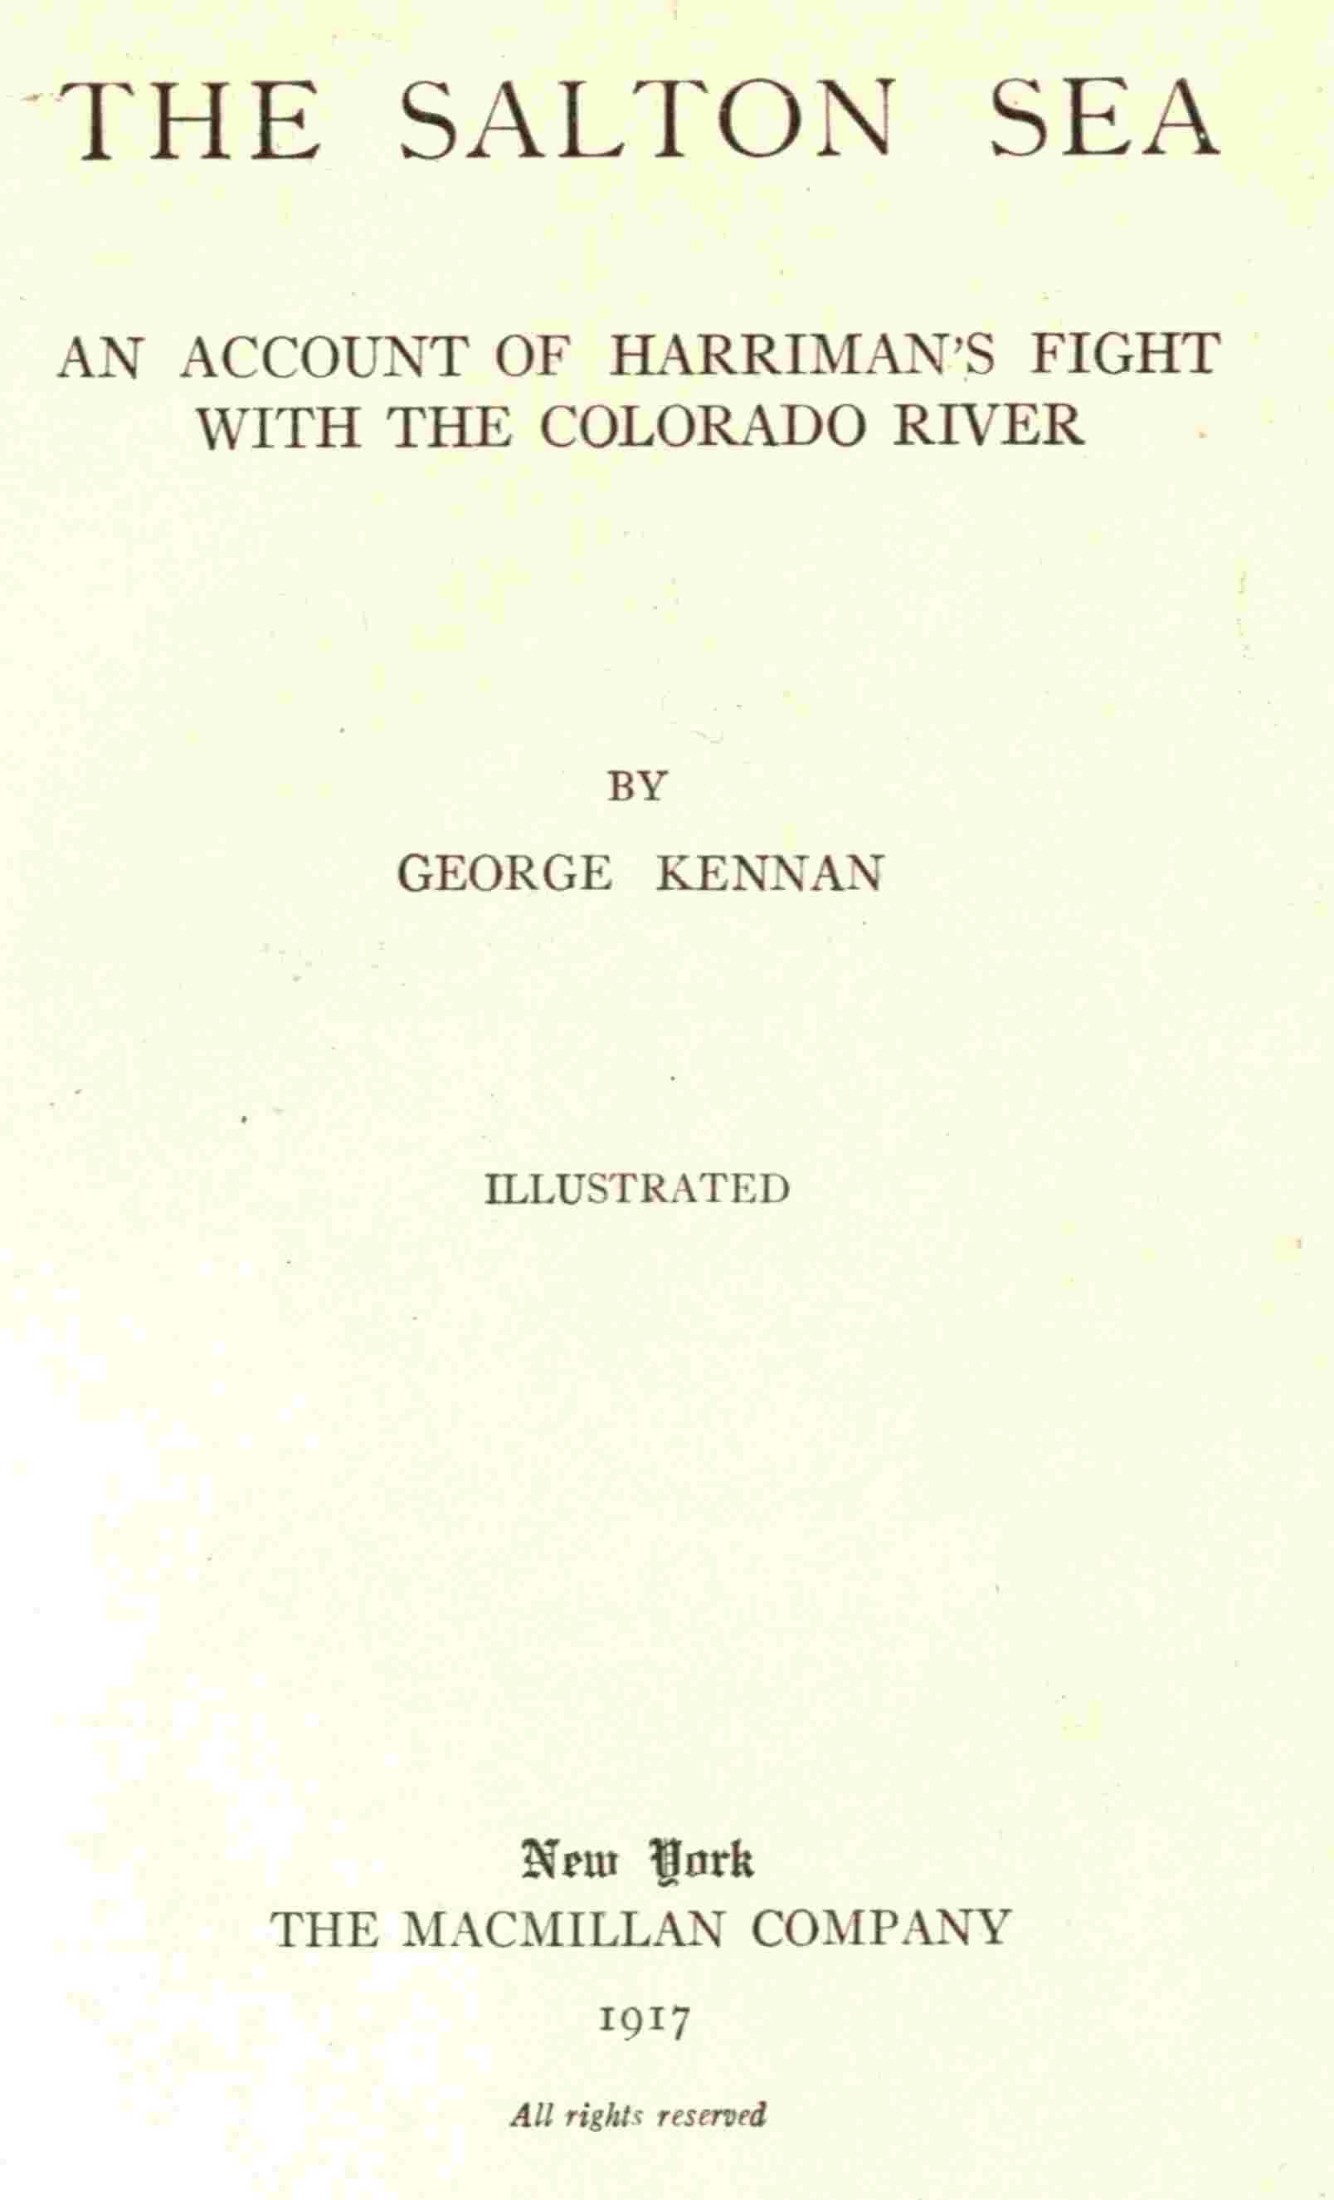 THE SALTON SEA
AN ACCOUNT OF HARRIMAN'S FIGHT
WITH THE COLORADO RIVER
BY
GEORGE KENNAN
ILLUSTRATED
New York
THE MACMILLAN COMPANY
1917
All rights reserved